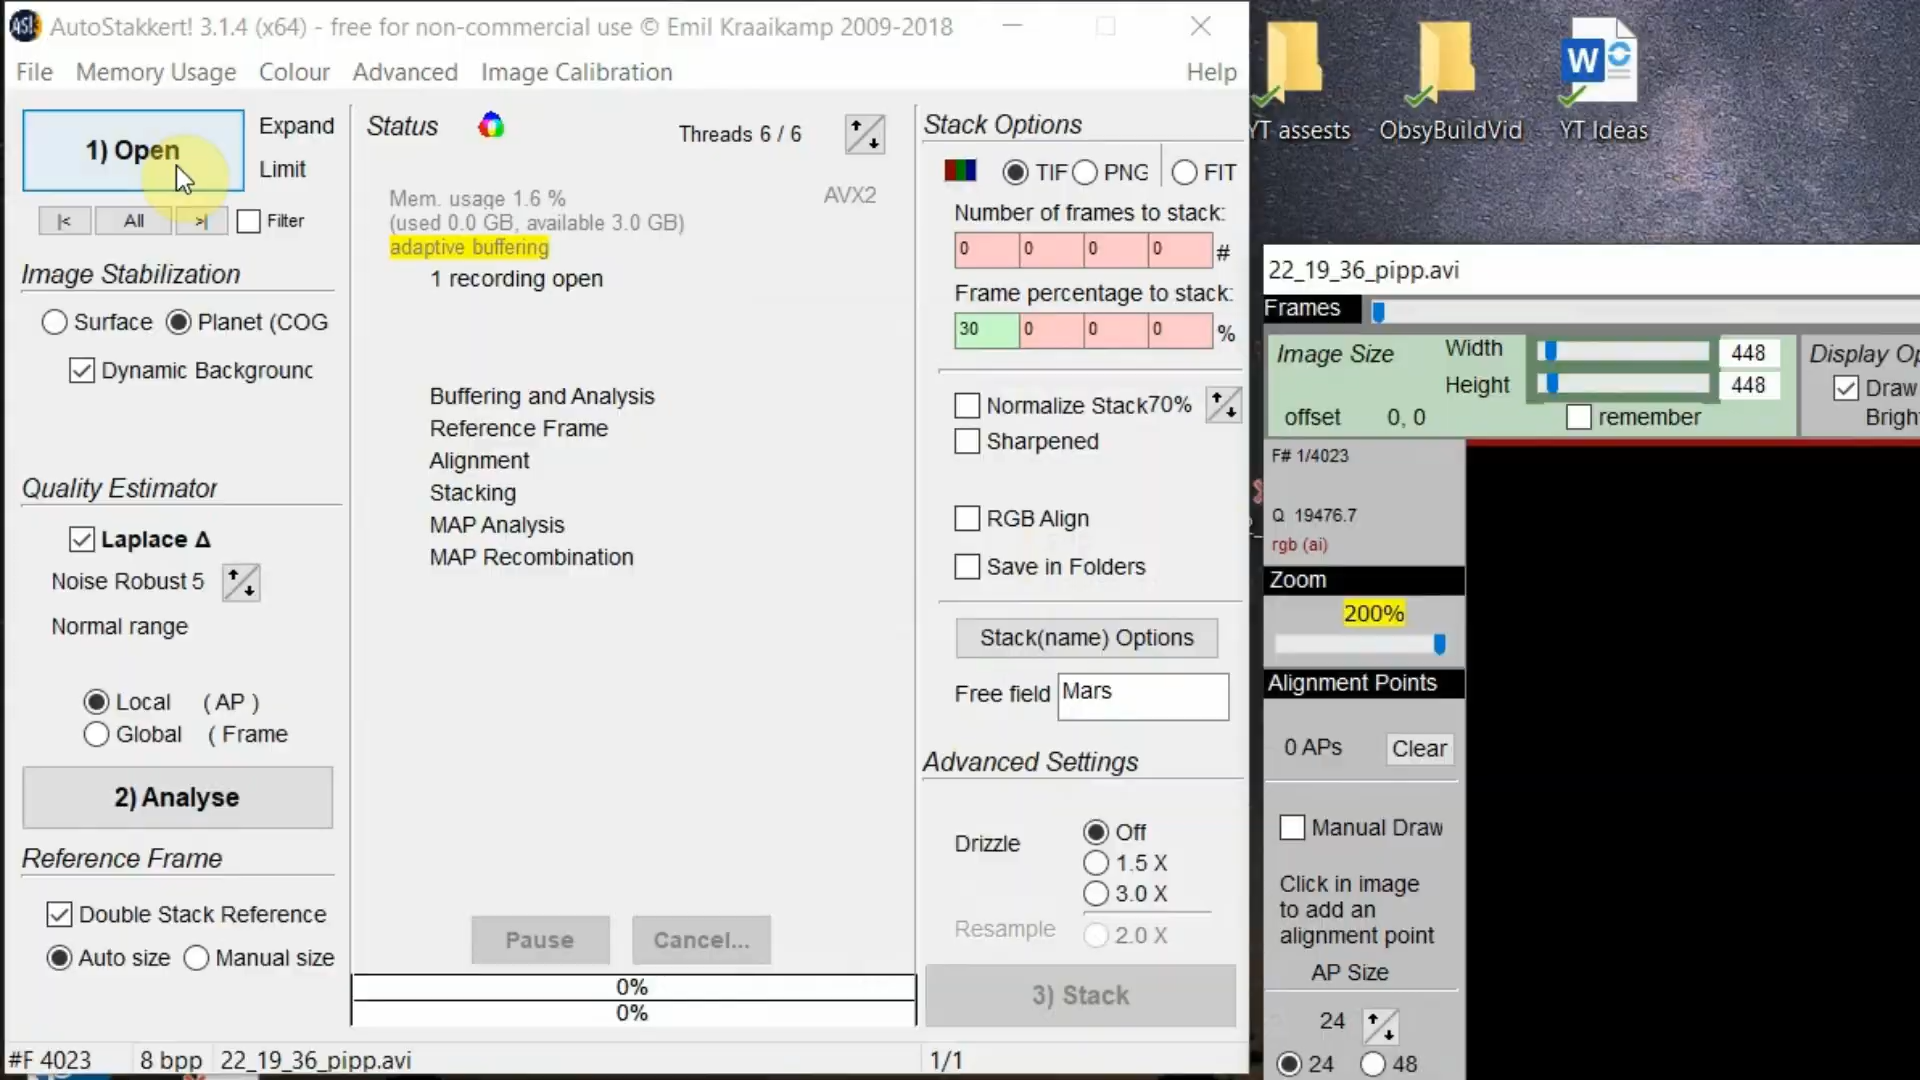 AutoStakkert! 3.1.4 (x64) - free for non-commercial use © Emil Kraaikamp 2009-2018
File Memory Usage Colour Advanced Image Calibration Help
1) Open
Expand
Limit
|< All >| Filter
Image Stabilization
Surface Planet (COG
Dynamic Background
Quality Estimator
Laplace Δ
Noise Robust 5
Normal range
Local (AP)
Global (Frame
2) Analyse
Reference Frame
Double Stack Reference
Auto size Manual size
Status
Threads 6 / 6
Mem. usage 1.6 %
AVX2
(used 0.0 GB, available 3.0 GB)
adaptive buffering
1 recording open
Buffering and Analysis
Reference Frame
Alignment
Stacking
MAP Analysis
MAP Recombination
Pause Cancel...
0%
0%
Stack Options
TIF PNG FIT
Number of frames to stack:
0 0 0 0 #
Frame percentage to stack:
30 0 0 0 %
Normalize Stack 70%
Sharpened
RGB Align
Save in Folders
Stack(name) Options
Free field Mars
Advanced Settings
Drizzle
Off
1.5 X
3.0 X
Resample 2.0 X
3) Stack
#F 4023 8 bpp 22_19_36_pipp.avi 1/1
YT assests
ObsyBuildVid
YT Ideas
22_19_36_pipp.avi
Frames
Image Size Width 448
Height 448
offset 0, 0 remember
Display Op
Draw
Bright
F# 1/4023
Q 19476.7
rgb (ai)
Zoom
200%
Alignment Points
0 APs Clear
Manual Draw
Click in image
to add an
alignment point
AP Size
24
24 48